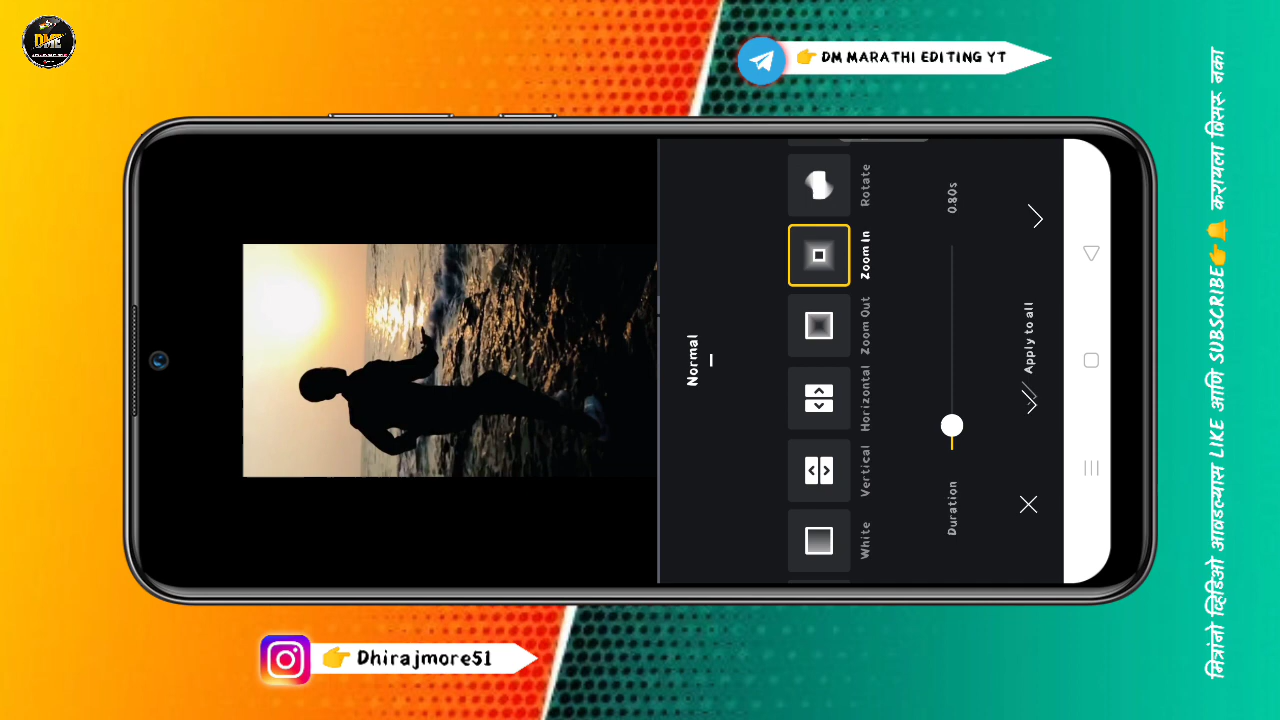 DME
👉 DM MARATHI EDITING YT
Normal
Rotate
Zoom In
Zoom Out
Horizontal
Vertical
White
Duration
0.80s
Apply to all
👉 Dhirajmore51
मित्रांनो व्हिडिओ आवडल्यास LIKE आणि SUBSCRIBE👉🔔 करायला विसरू नका